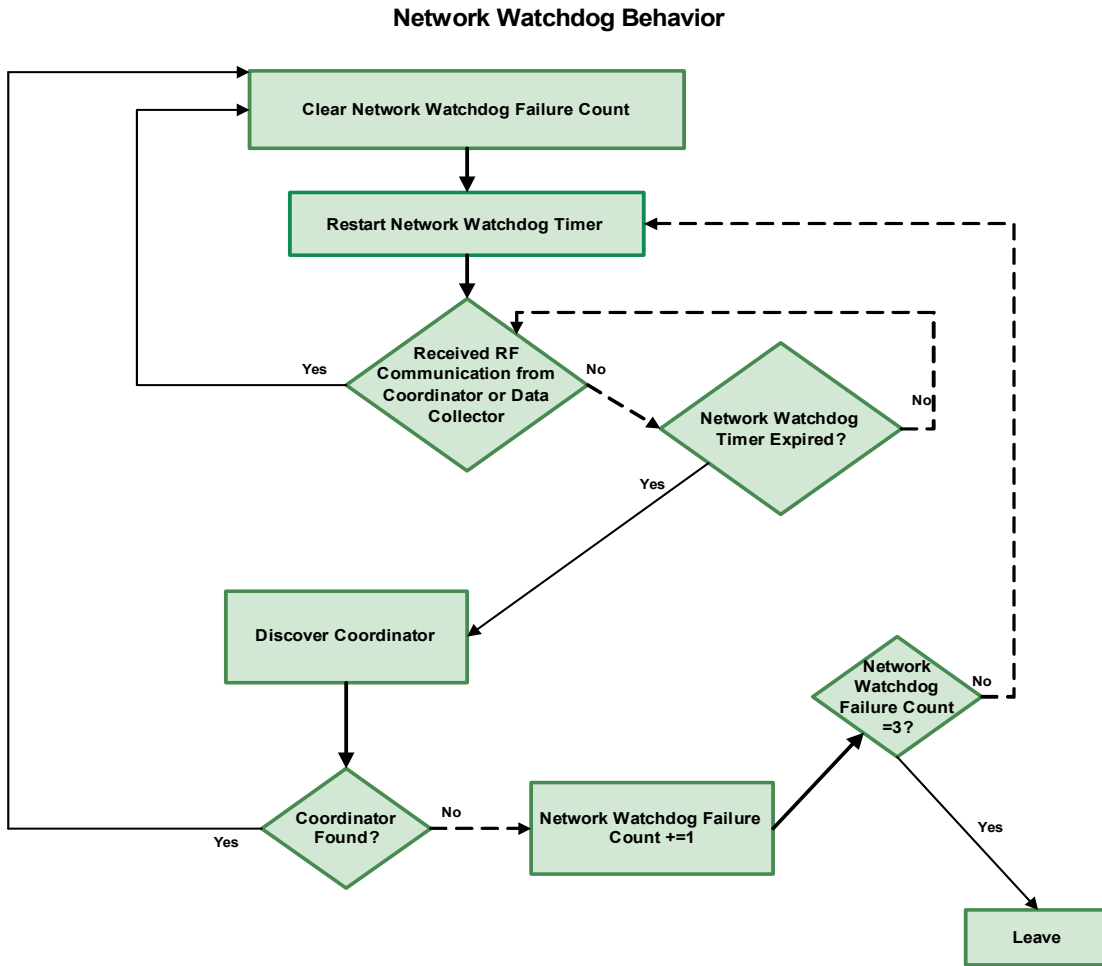 Network Watchdog Behavior
Clear Network Watchdog Failure Count
Restart Network Watchdog Timer
Received RF
Communication from
Coordinator or Data
Collector
Yes
No
Network Watchdog
Timer Expired?
No
Yes
Discover Coordinator
Network
Watchdog
Failure Count
=3?
No
Coordinator
Found?
Yes
No
Network Watchdog Failure
Count +=1
Yes
Leave